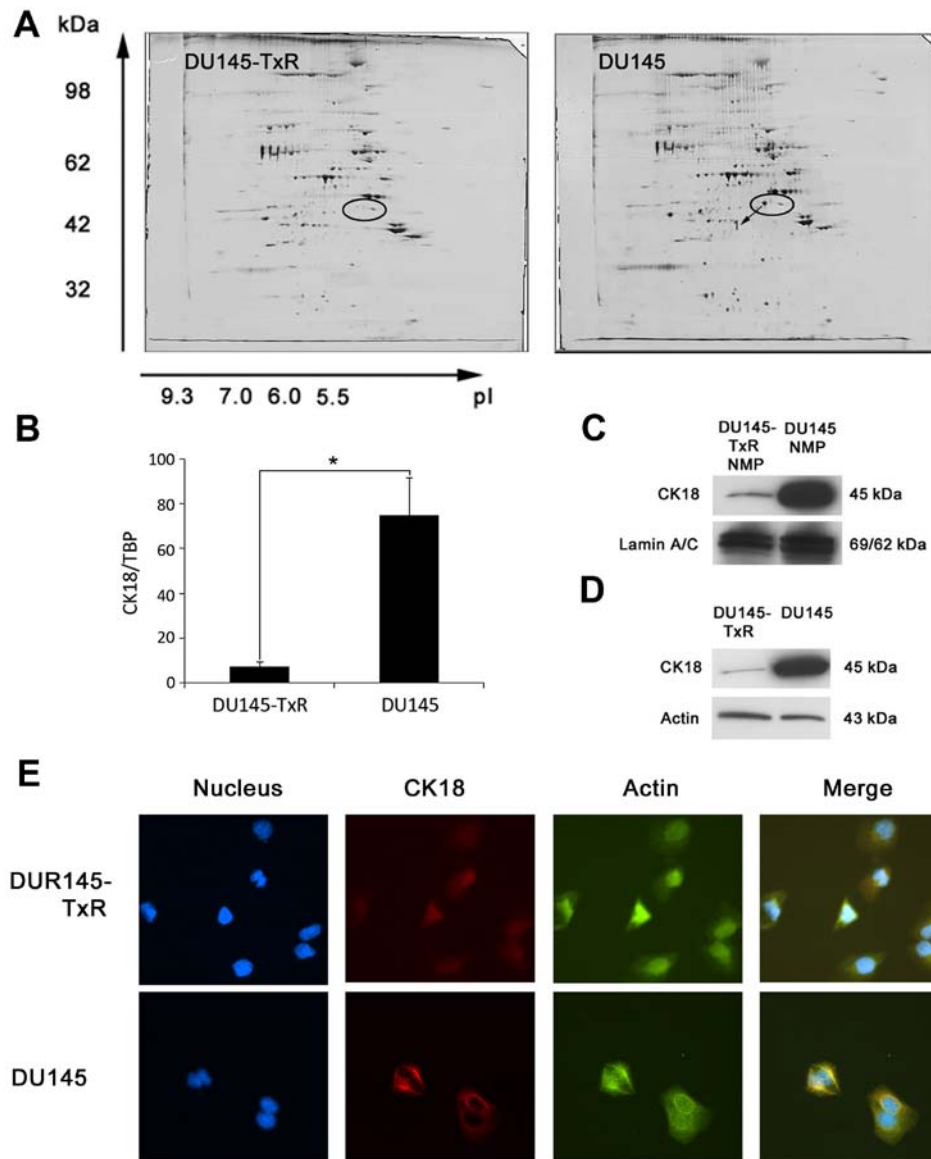 A
kDa
DU145-TxR
DU145
98
62
42
32
1
9.3 7.0 6.0 5.5 pI
B
100
80
60
40
20
0
CK18/TBP
*
DU145-TxR
DU145
C
DU145-
TxR
NMP
DU145
NMP
CK18
45 kDa
Lamin A/C
69/62 kDa
D
DU145-
TxR
DU145
CK18
45 kDa
Actin
43 kDa
E
Nucleus CK18 Actin Merge
DUR145-
TxR
DU145